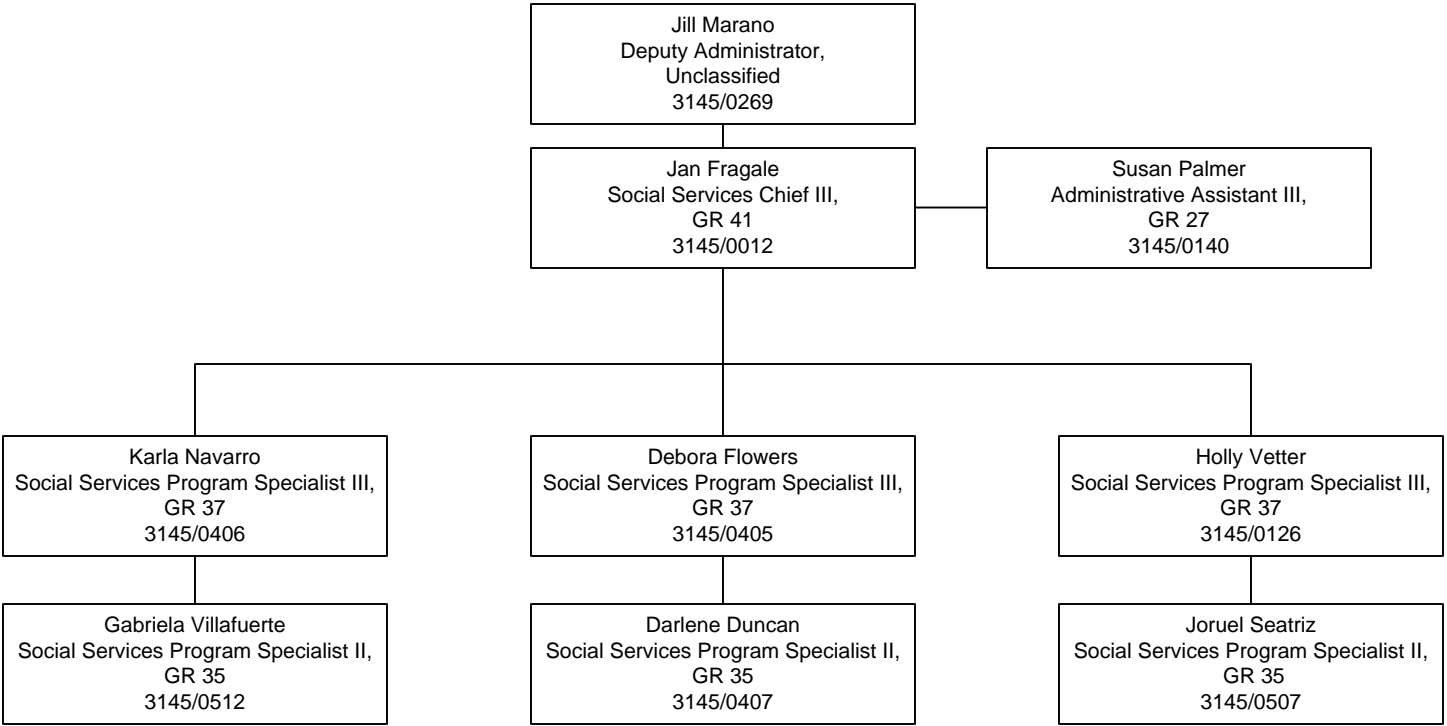 Jill Marano
Deputy Administrator,
Unclassified
3145/0269
Jan Fragale
Social Services Chief III,
GR 41
3145/0012
Susan Palmer
Administrative Assistant III,
GR 27
3145/0140
Karla Navarro
Social Services Program Specialist III,
GR 37
3145/0406
Debora Flowers
Social Services Program Specialist III,
GR 37
3145/0405
Holly Vetter
Social Services Program Specialist III,
GR 37
3145/0126
Gabriela Villafuerte
Social Services Program Specialist II,
GR 35
3145/0512
Darlene Duncan
Social Services Program Specialist II,
GR 35
3145/0407
Joruel Seatriz
Social Services Program Specialist II,
GR 35
3145/0507